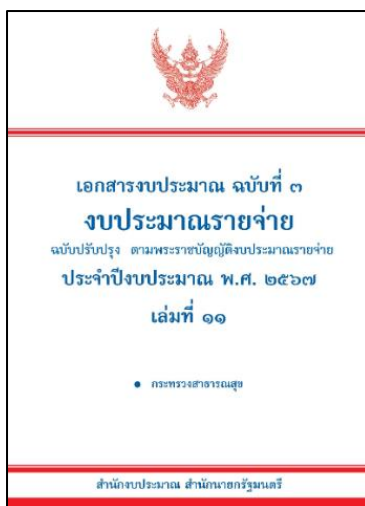 เอกสารงบประมาณ ฉบับที่ ๓
งบประมาณรายจ่าย
ฉบับปรับปรุง ตามพระราชบัญญัติงบประมาณรายจ่าย
ประจำปีงบประมาณ พ.ศ. ๒๕๖๗
เล่มที่ ๑๑
● กระทรวงสาธารณสุข
สำนักงบประมาณ สำนักนายกรัฐมนตรี